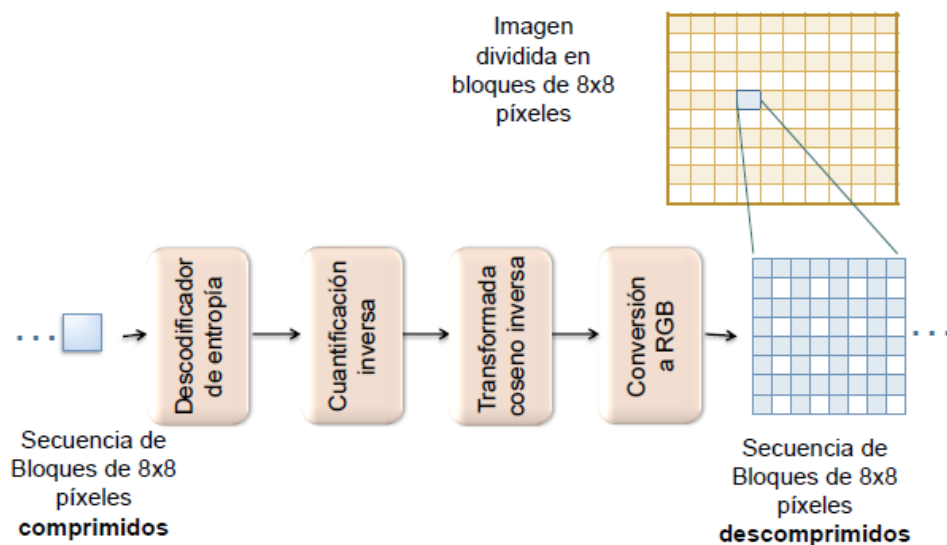 Imagen
dividida en
bloques de 8x8
píxeles
Descodificador
de entropía
Cuantificación
inversa
Transformada
coseno inversa
Conversión
a RGB
Secuencia de
Bloques de 8x8
píxeles
comprimidos
Secuencia de
Bloques de 8x8
píxeles
descomprimidos